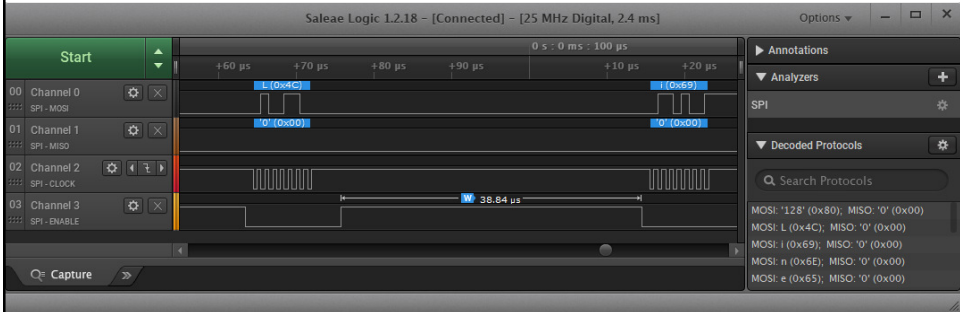 Saleae Logic 1.2.18 - [Connected] - [25 MHz Digital, 2.4 ms]
Options
Start
0 s : 0 ms : 100 µs
+60 µs +70 µs +80 µs +90 µs +10 µs +20 µs
00 Channel 0
SPI - MOSI
L (0x4C) i (0x69)
01 Channel 1
SPI - MISO
'0' (0x00) '0' (0x00)
02 Channel 2
SPI - CLOCK
03 Channel 3
SPI - ENABLE
W 38.84 µs
Capture
Annotations
Analyzers
SPI
Decoded Protocols
Search Protocols
MOSI: '128' (0x80); MISO: '0' (0x00)
MOSI: L (0x4C); MISO: '0' (0x00)
MOSI: i (0x69); MISO: '0' (0x00)
MOSI: n (0x6E); MISO: '0' (0x00)
MOSI: e (0x65); MISO: '0' (0x00)